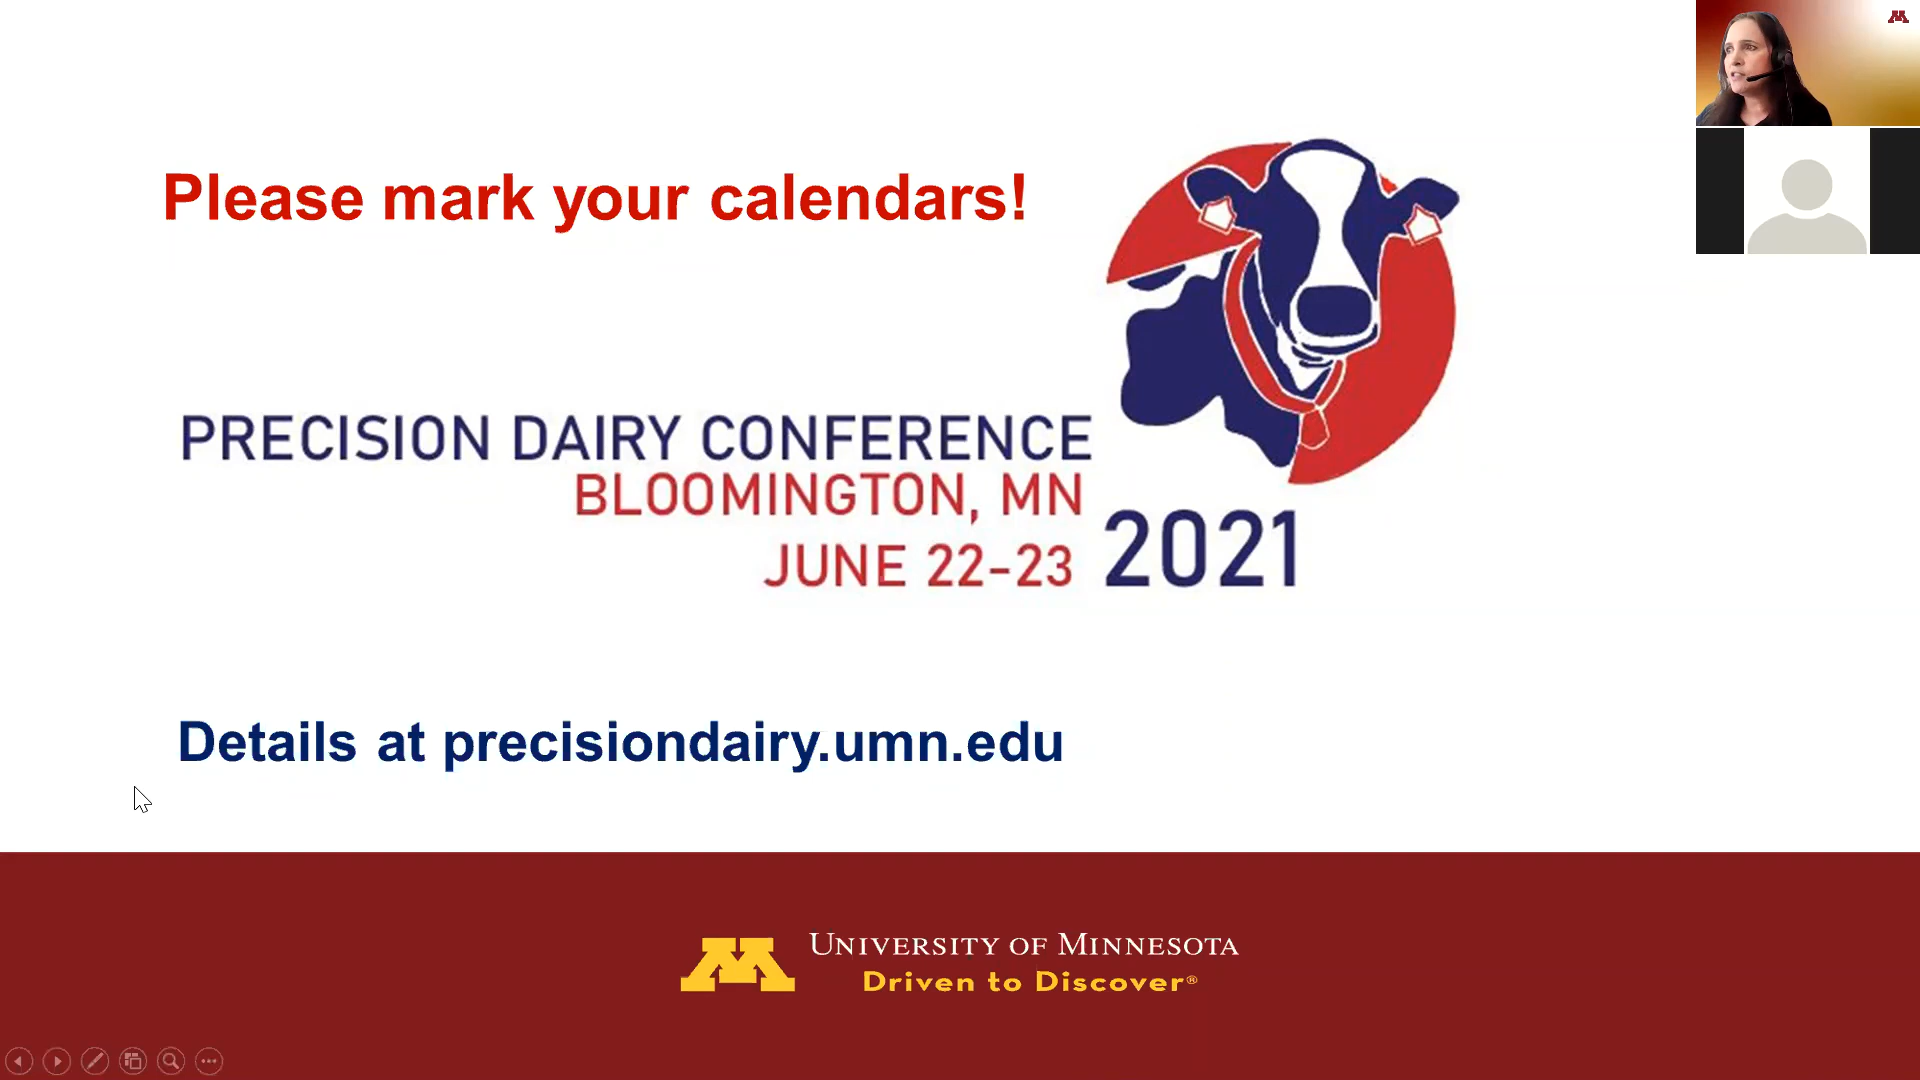 Please mark your calendars!
PRECISION DAIRY CONFERENCE
BLOOMINGTON, MN
JUNE 22-23 2021
Details at precisiondairy.umn.edu
M UNIVERSITY OF MINNESOTA
Driven to Discover®